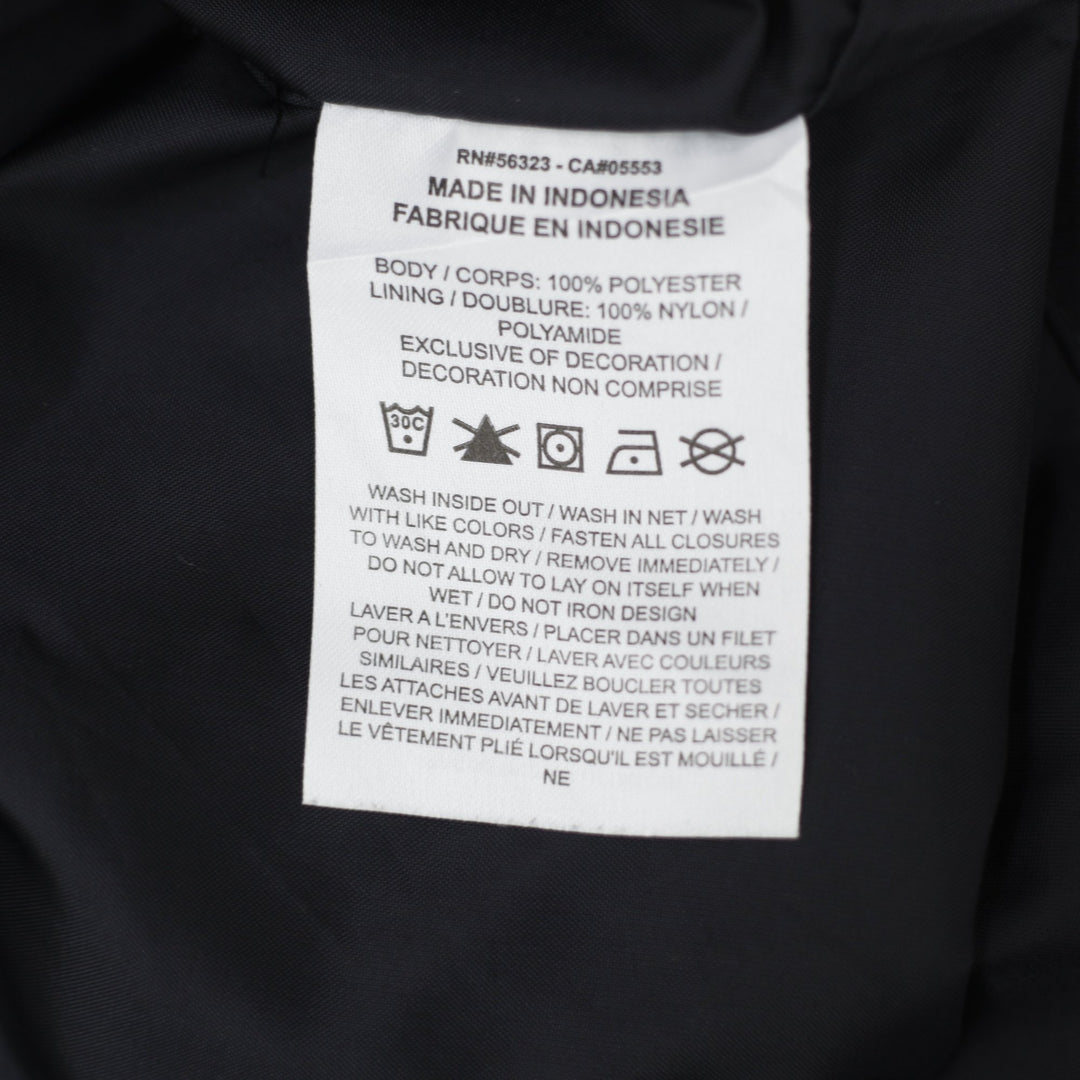 RN#56323 - CA#05553
MADE IN INDONESIA
FABRIQUE EN INDONESIE
BODY / CORPS: 100% POLYESTER
LINING / DOUBLURE: 100% NYLON /
POLYAMIDE
EXCLUSIVE OF DECORATION /
DECORATION NON COMPRISE
30C
WASH INSIDE OUT / WASH IN NET / WASH
WITH LIKE COLORS / FASTEN ALL CLOSURES
TO WASH AND DRY / REMOVE IMMEDIATELY /
DO NOT ALLOW TO LAY ON ITSELF WHEN
WET / DO NOT IRON DESIGN
LAVER A L'ENVERS / PLACER DANS UN FILET
POUR NETTOYER / LAVER AVEC COULEURS
SIMILAIRES / VEUILLEZ BOUCLER TOUTES
LES ATTACHES AVANT DE LAVER ET SECHER /
ENLEVER IMMEDIATEMENT / NE PAS LAISSER
LE VÊTEMENT PLIÉ LORSQU'IL EST MOUILLÉ /
NE